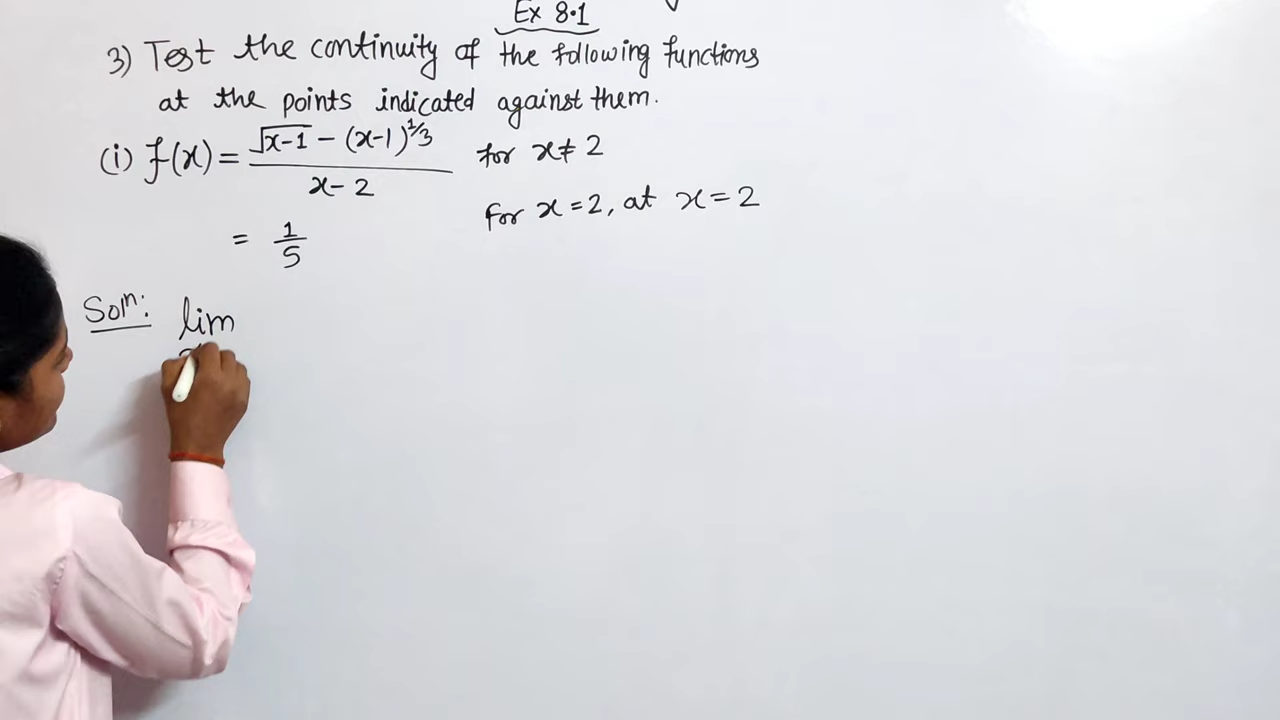 Ex 8.1
3) Test the continuity of the following functions
at the points indicated against them.
(i) f(x) = (√(x-1) - (x-1)^(1/3)) / (x-2) for x ≠ 2
= 1/5 for x = 2, at x = 2
Solⁿ: lim